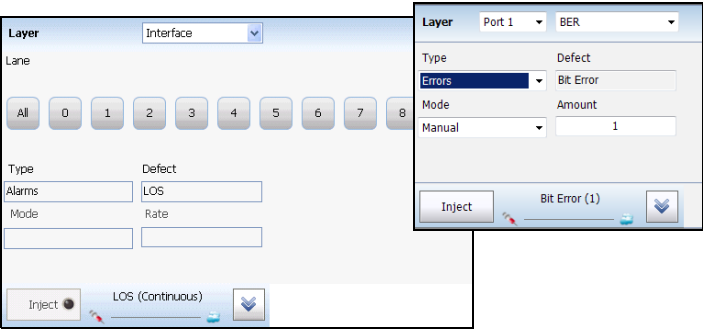 Layer Interface
Lane
All 0 1 2 3 4 5 6 7 8
Type Defect
Alarms LOS
Mode Rate
Inject LOS (Continuous)
Layer Port 1 BER
Type Defect
Errors Bit Error
Mode Amount
Manual 1
Inject Bit Error (1)